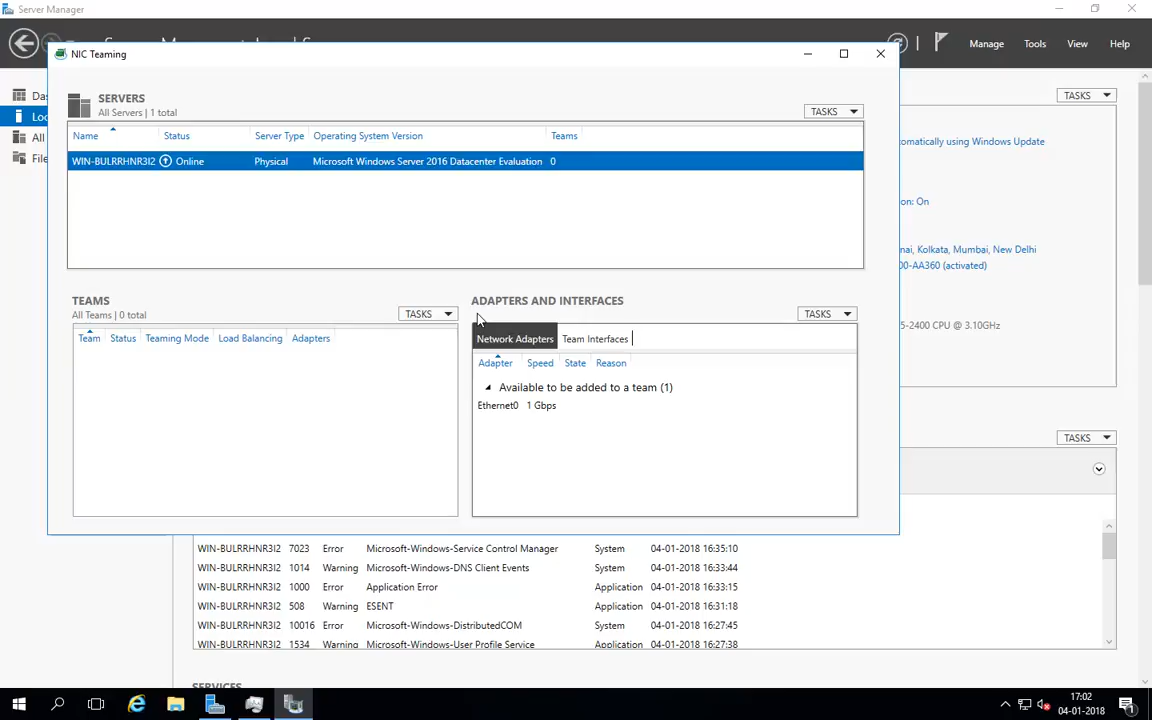 Server Manager
NIC Teaming
Manage
Tools
View
Help
SERVERS
All Servers | 1 total
TASKS
Name
Status
Server Type
Operating System Version
Teams
WIN-BULRRHNR3I2
Online
Physical
Microsoft Windows Server 2016 Datacenter Evaluation
0
TEAMS
All Teams | 0 total
TASKS
Team
Status
Teaming Mode
Load Balancing
Adapters
ADAPTERS AND INTERFACES
TASKS
Network Adapters
Team Interfaces
Adapter
Speed
State
Reason
Available to be added to a team (1)
Ethernet0
1 Gbps
Da
Loc
All
File
TASKS
omatically using Windows Update
on: On
nai, Kolkata, Mumbai, New Delhi
00-AA360 (activated)
5-2400 CPU @ 3.10GHz
TASKS
WIN-BULRRHNR3I2 7023 Error Microsoft-Windows-Service Control Manager System 04-01-2018 16:35:10
WIN-BULRRHNR3I2 1014 Warning Microsoft-Windows-DNS Client Events System 04-01-2018 16:33:44
WIN-BULRRHNR3I2 1000 Error Application Error Application 04-01-2018 16:33:15
WIN-BULRRHNR3I2 508 Warning ESENT Application 04-01-2018 16:31:18
WIN-BULRRHNR3I2 10016 Error Microsoft-Windows-DistributedCOM System 04-01-2018 16:27:45
WIN-BULRRHNR3I2 1534 Warning Microsoft-Windows-User Profile Service Application 04-01-2018 16:27:38
SERVICES
17:02
04-01-2018
1